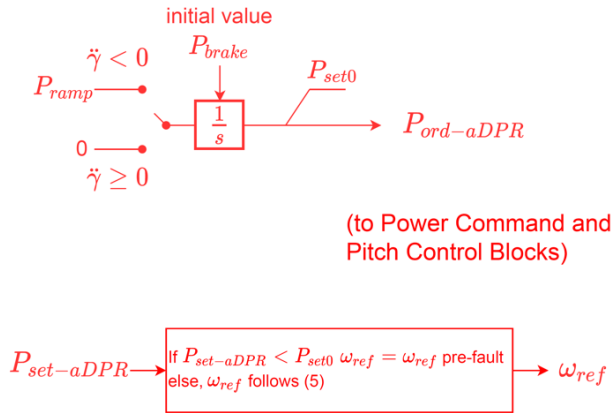 initial value
γ̈ < 0
P_brake
P_ramp
P_set0
1
s
P_ord−aDPR
0
γ̈ ≥ 0
(to Power Command and
Pitch Control Blocks)
If P_set−aDPR < P_set0 ω_ref = ω_ref pre-fault
P_set−aDPR
else, ω_ref follows (5)
ω_ref